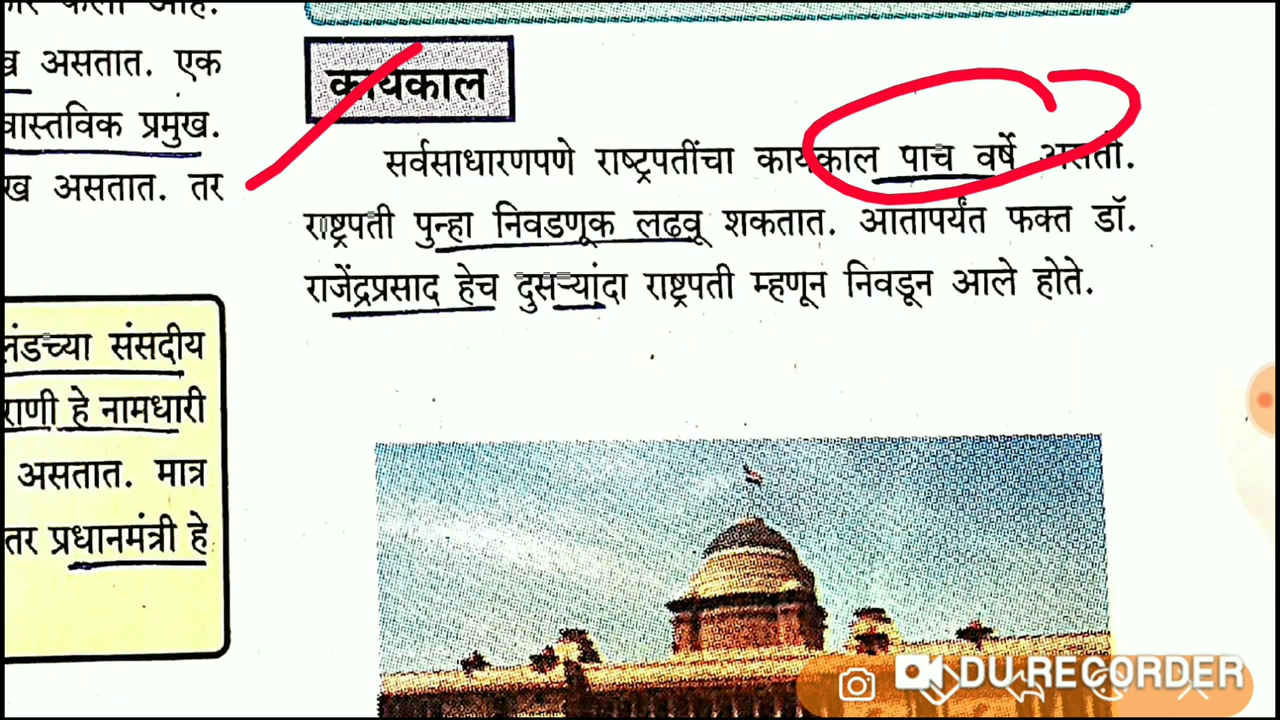 असतात. एक
वास्तविक प्रमुख.
असतात. तर
संसदीय
राणी हे नामधारी
असतात. मात्र
तर प्रधानमंत्री हे
कार्यकाल
सर्वसाधारणपणे राष्ट्रपतींचा कार्यकाल पाच वर्षे असतो.
राष्ट्रपती पुन्हा निवडणूक लढवू शकतात. आतापर्यंत फक्त डॉ.
राजेंद्रप्रसाद हेच दुसऱ्यांदा राष्ट्रपती म्हणून निवडून आले होते.
DU RECORDER